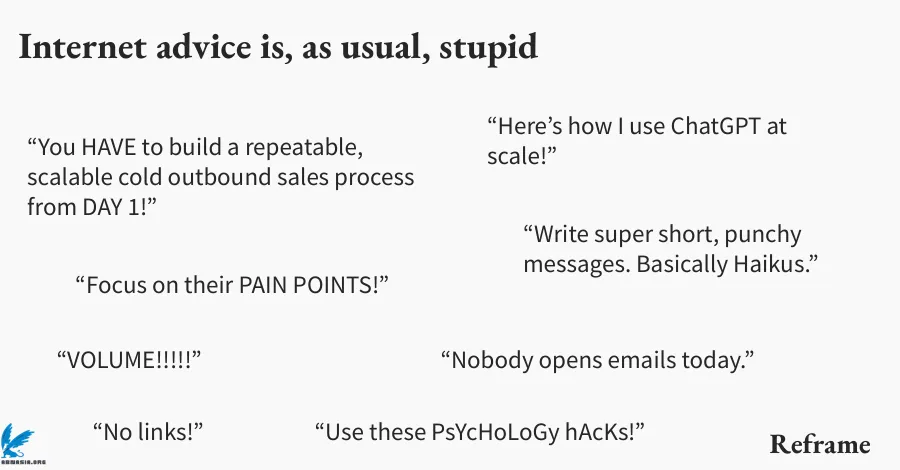 Internet advice is, as usual, stupid
“You HAVE to build a repeatable,
scalable cold outbound sales process
from DAY 1!”
“Here’s how I use ChatGPT at
scale!”
“Write super short, punchy
messages. Basically Haikus.”
“Focus on their PAIN POINTS!”
“VOLUME!!!!!”
“Nobody opens emails today.”
“No links!”
“Use these PsYcHoLoGy hAcKs!”
Reframe